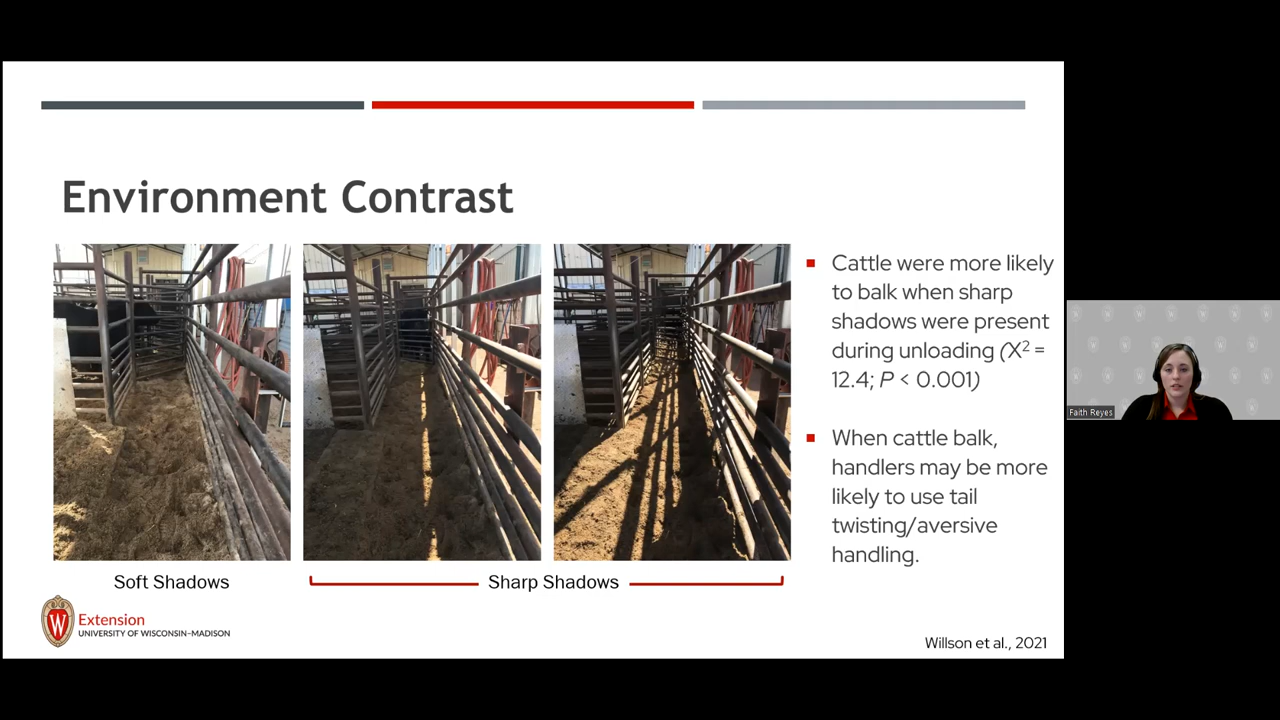 Environment Contrast
Cattle were more likely
to balk when sharp
shadows were present
during unloading (X² =
12.4; P < 0.001)
When cattle balk,
handlers may be more
likely to use tail
twisting/aversive
handling.
Soft Shadows
Sharp Shadows
W
Extension
UNIVERSITY OF WISCONSIN–MADISON
Willson et al., 2021
Faith Reyes